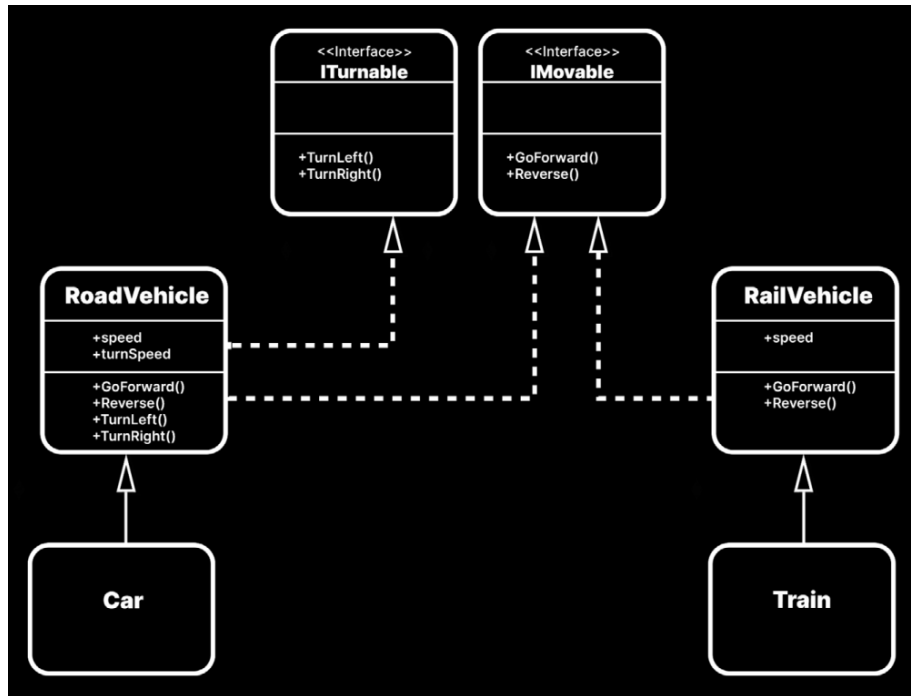 <<Interface>>
ITurnable
+TurnLeft()
+TurnRight()
<<Interface>>
IMovable
+GoForward()
+Reverse()
RoadVehicle
+speed
+turnSpeed
+GoForward()
+Reverse()
+TurnLeft()
+TurnRight()
RailVehicle
+speed
+GoForward()
+Reverse()
Car
Train